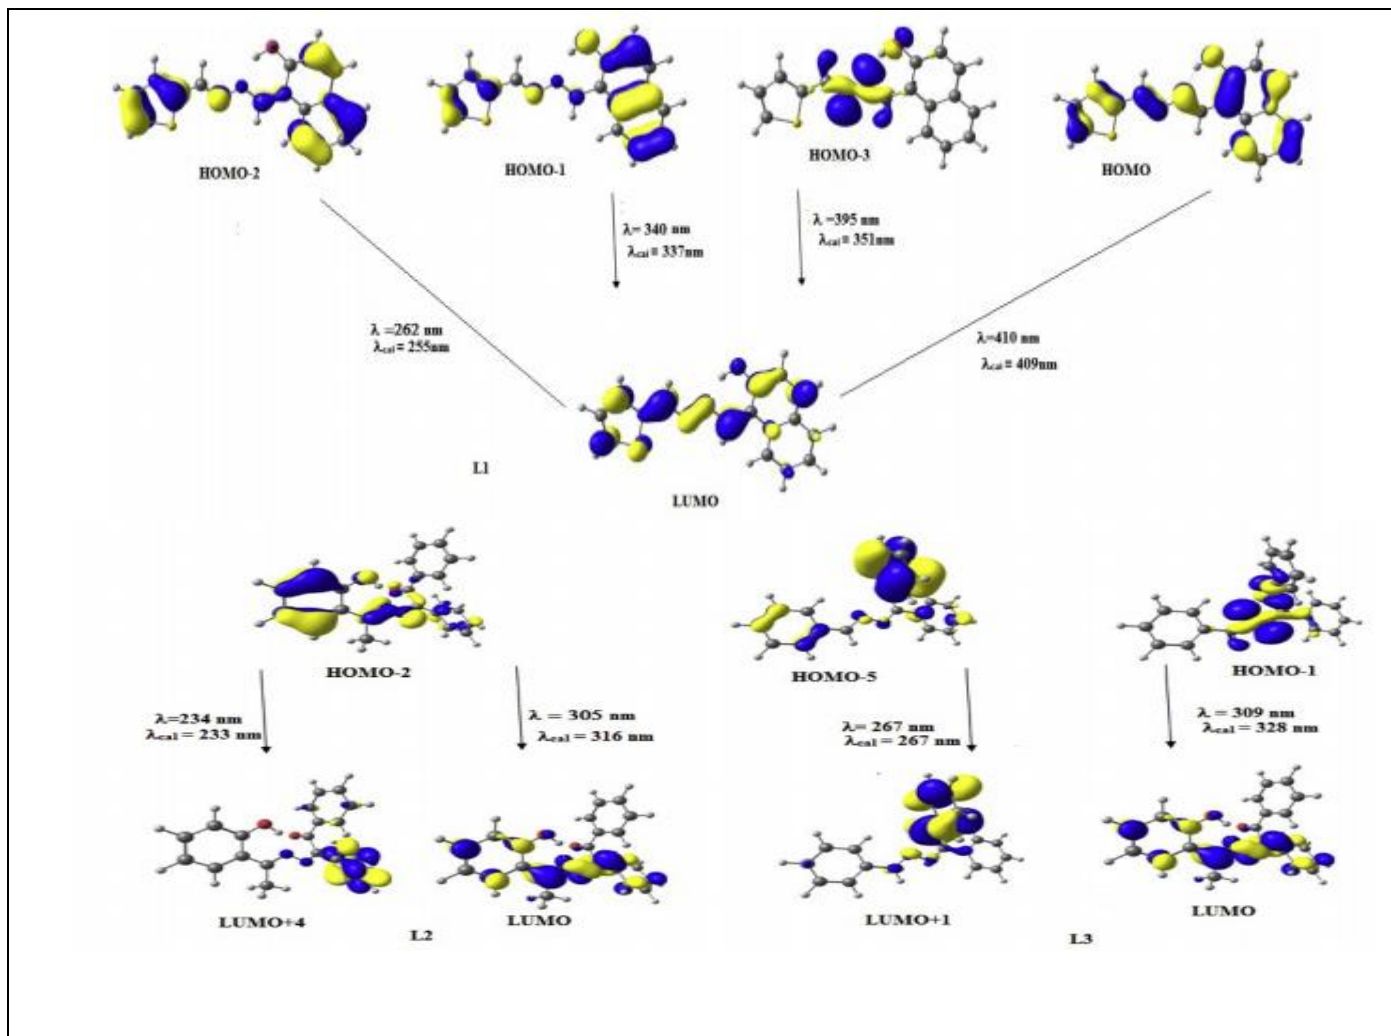 HOMO-2
HOMO-1
HOMO-3
HOMO
λ= 340 nm
λcal = 337nm
λ =395 nm
λcal = 351nm
λ =262 nm
λcal = 255nm
λ=410 nm
λcal = 409nm
L1
LUMO
HOMO-2
HOMO-5
HOMO-1
λ=234 nm
λcal = 233 nm
λ = 305 nm
λcal = 316 nm
λ= 267 nm
λcal = 267 nm
λ = 309 nm
λcal = 328 nm
LUMO+4
L2
LUMO
LUMO+1
L3
LUMO